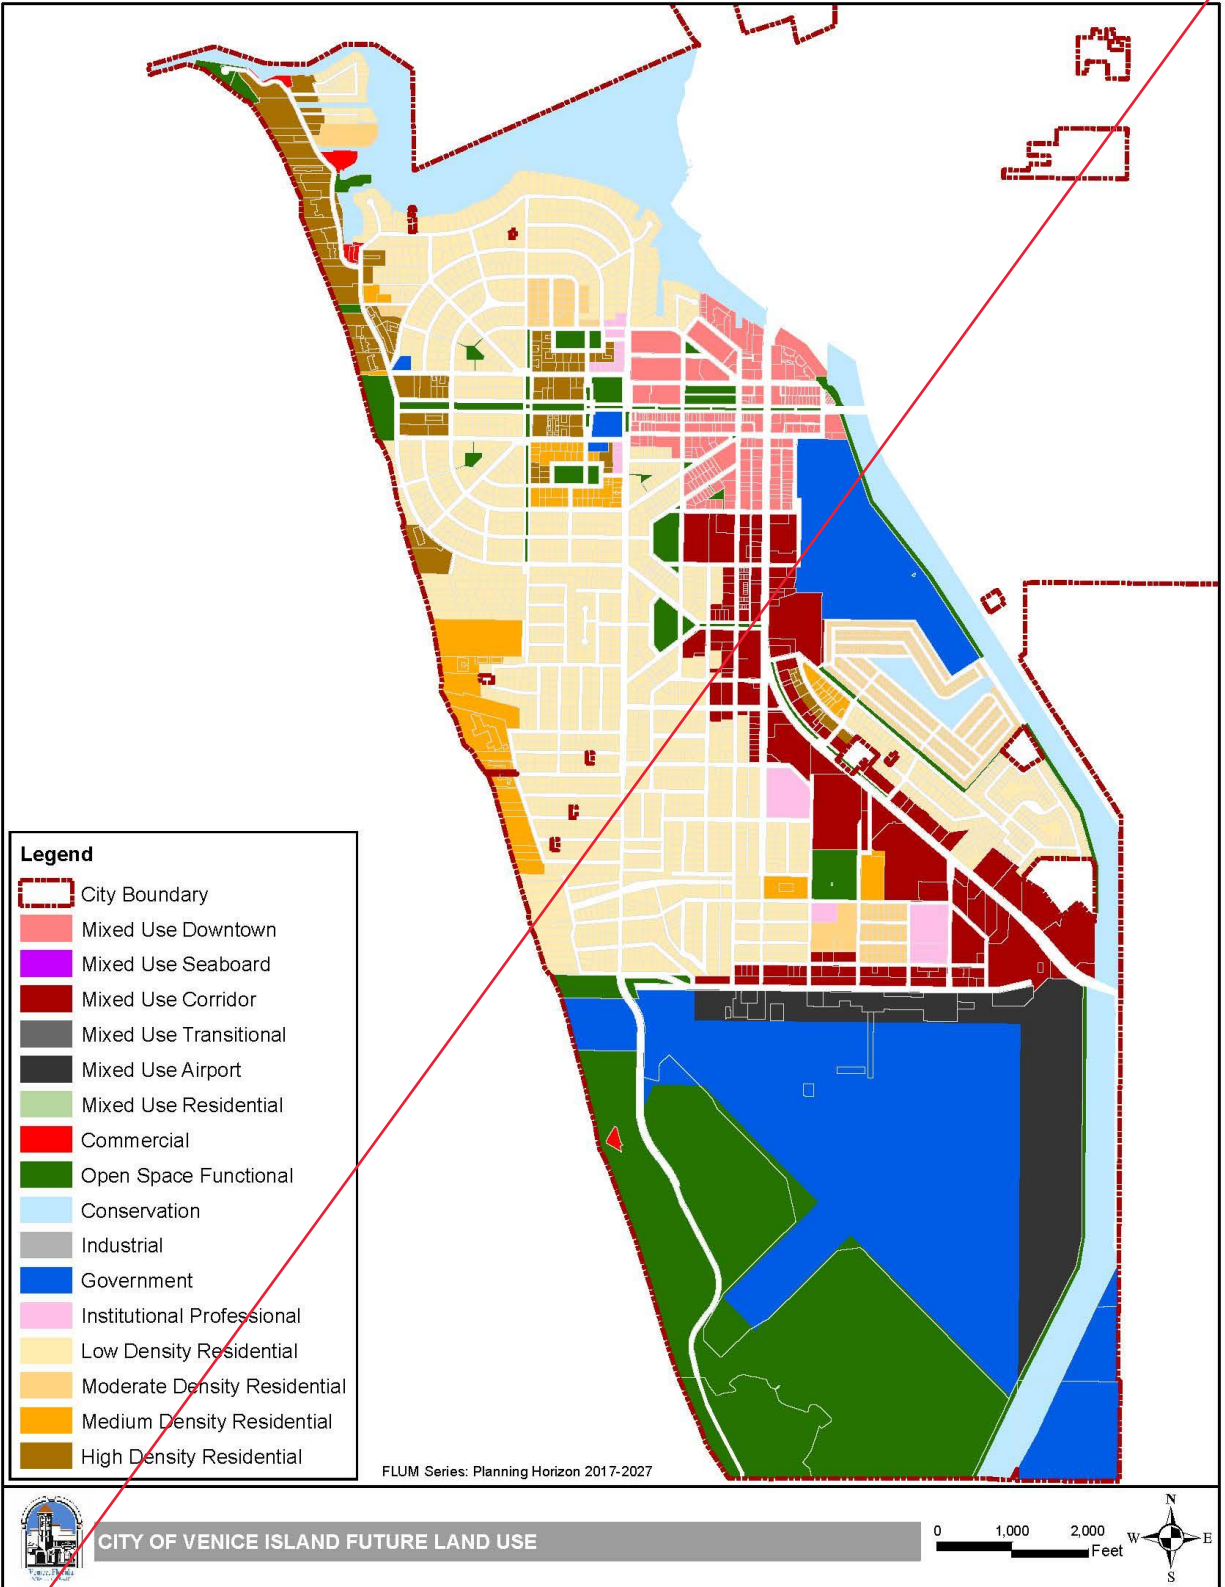 Legend
City Boundary
Mixed Use Downtown
Mixed Use Seaboard
Mixed Use Corridor
Mixed Use Transitional
Mixed Use Airport
Mixed Use Residential
Commercial
Open Space Functional
Conservation
Industrial
Government
Institutional Professional
Low Density Residential
Moderate Density Residential
Medium Density Residential
High Density Residential
FLUM Series: Planning Horizon 2017-2027
CITY OF VENICE ISLAND FUTURE LAND USE
0 1,000 2,000
Feet
N
W E
S
Venice, Florida